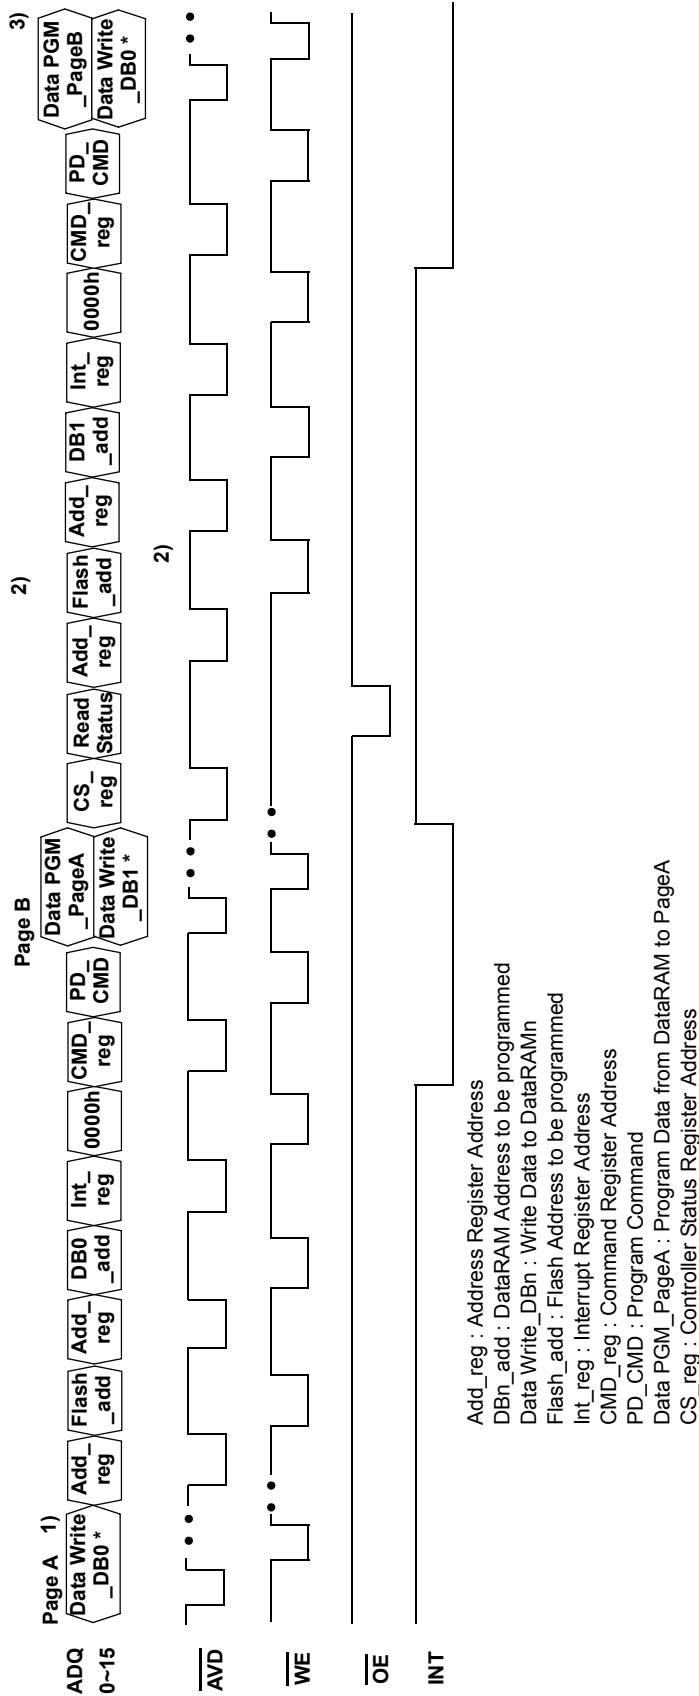 Page A 1)
Page B
2)
3)
ADQ
0~15
Data Write
_DB0 *
Add_
reg
Flash
_add
Add_
reg
DB0
_add
Int_
reg
0000h
CMD_
reg
PD_
CMD
Data PGM
_PageA
Data Write
_DB1 *
CS_
reg
Read
Status
Add_
reg
Flash
_add
Add_
reg
DB1
_add
Int_
reg
0000h
CMD_
reg
PD_
CMD
Data PGM
_PageB
Data Write
_DB0 *
2)
AVD
WE
OE
INT
Add_reg : Address Register Address
DBn_add : DataRAM Address to be programmed
Data Write_DBn : Write Data to DataRAMn
Flash_add : Flash Address to be programmed
Int_reg : Interrupt Register Address
CMD_reg : Command Register Address
PD_CMD : Program Command
Data PGM_PageA : Program Data from DataRAM to PageA
CS_reg : Controller Status Register Address